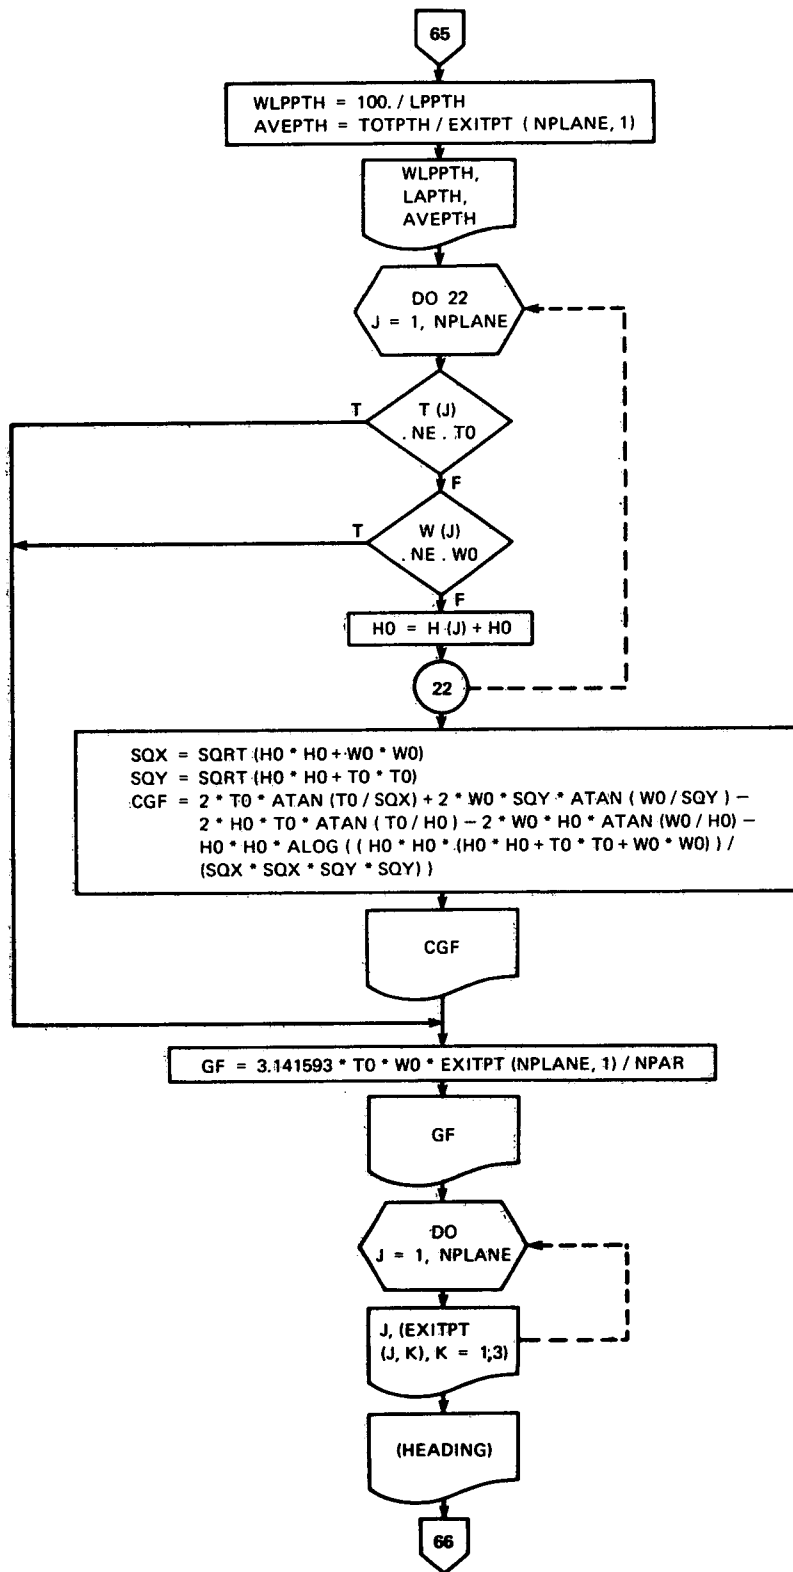 65
WLPPTH = 100. / LPPTH
AVEPTH = TOTPTH / EXITPT ( NPLANE, 1)
WLPPTH,
LAPTH,
AVEPTH
DO 22
J = 1, NPLANE
T (J)
. NE . T0
T
F
W (J)
. NE . W0
T
F
H0 = H (J) + H0
22
SQX = SQRT (H0 * H0 + W0 * W0)
SQY = SQRT (H0 * H0 + T0 * T0)
CGF = 2 * T0 * ATAN (T0 / SQX) + 2 * W0 * SQY * ATAN ( W0 / SQY ) –
2 * H0 * T0 * ATAN ( T0 / H0 ) – 2 * W0 * H0 * ATAN (W0 / H0) –
H0 * H0 * ALOG ( ( H0 * H0 * (H0 * H0 + T0 * T0 + W0 * W0) ) /
(SQX * SQX * SQY * SQY) )
CGF
GF = 3.141593 * T0 * W0 * EXITPT (NPLANE, 1) / NPAR
GF
DO
J = 1, NPLANE
J, (EXITPT
(J, K), K = 1,3)
(HEADING)
66